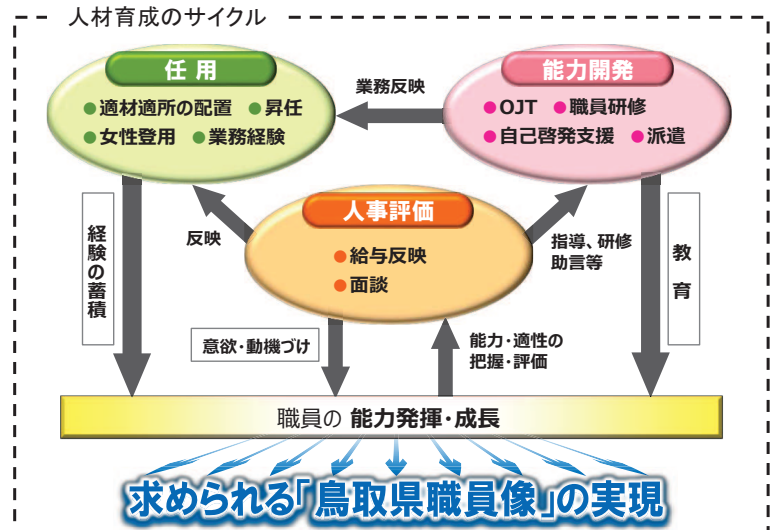 人材育成のサイクル
任用
●適材適所の配置 ●昇任
●女性登用 ●業務経験
業務反映
能力開発
●OJT ●職員研修
●自己啓発支援 ●派遣
人事評価
●給与反映
●面談
反映
指導、研修
助言等
経験の蓄積
教育
意欲・動機づけ
能力・適性の
把握・評価
職員の 能力発揮・成長
求められる「鳥取県職員像」の実現